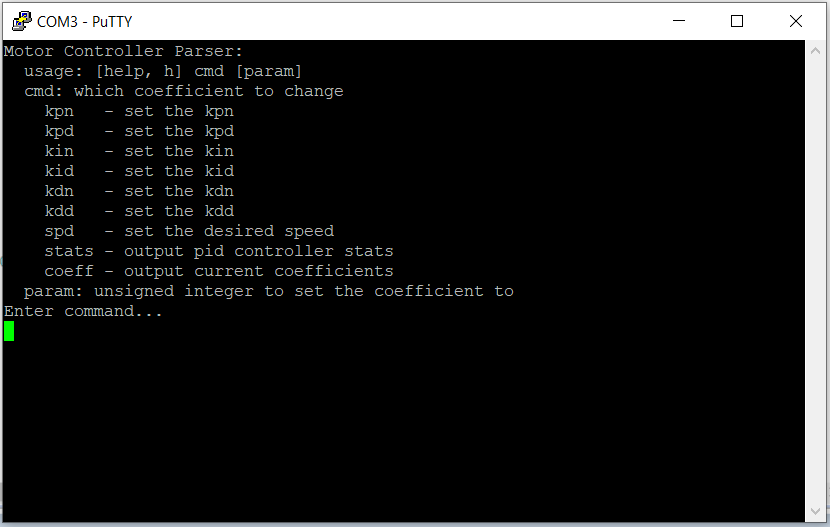 COM3 - PuTTY
Motor Controller Parser:
  usage: [help, h] cmd [param]
  cmd: which coefficient to change
    kpn   - set the kpn
    kpd   - set the kpd
    kin   - set the kin
    kid   - set the kid
    kdn   - set the kdn
    kdd   - set the kdd
    spd   - set the desired speed
    stats - output pid controller stats
    coeff - output current coefficients
  param: unsigned integer to set the coefficient to
Enter command...